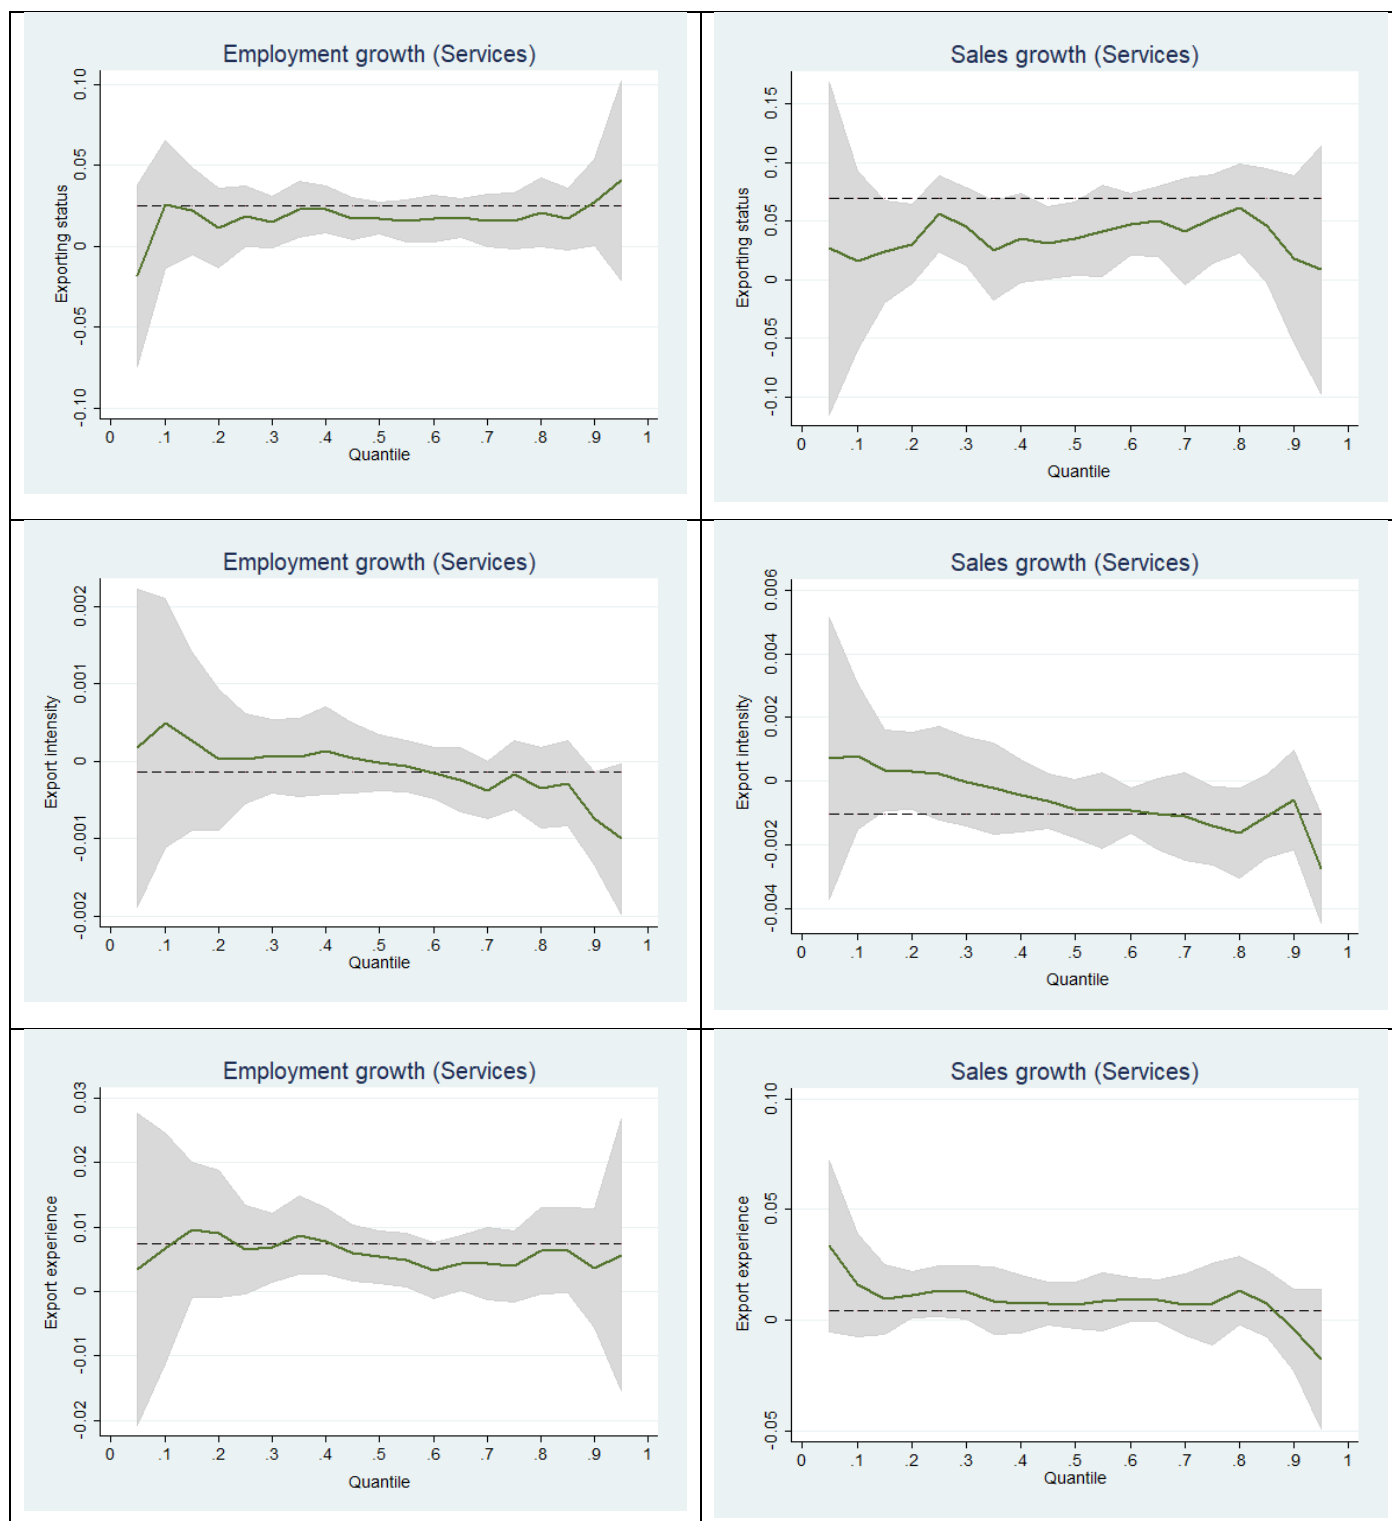 Employment growth (Services)
Exporting status
0.10
0.05
0
-0.05
-0.10
0 .1 .2 .3 .4 .5 .6 .7 .8 .9 1
Quantile
Sales growth (Services)
Exporting status
0.15
0.10
0.05
0
-0.05
-0.10
0 .1 .2 .3 .4 .5 .6 .7 .8 .9 1
Quantile
Employment growth (Services)
Export intensity
0.002
0.001
0
-0.001
-0.002
0 .1 .2 .3 .4 .5 .6 .7 .8 .9 1
Quantile
Sales growth (Services)
Export intensity
0.006
0.004
0.002
0
-0.002
-0.004
0 .1 .2 .3 .4 .5 .6 .7 .8 .9 1
Quantile
Employment growth (Services)
Export experience
0.03
0.02
0.01
0
-0.01
-0.02
0 .1 .2 .3 .4 .5 .6 .7 .8 .9 1
Quantile
Sales growth (Services)
Export experience
0.10
0.05
0
-0.05
0 .1 .2 .3 .4 .5 .6 .7 .8 .9 1
Quantile